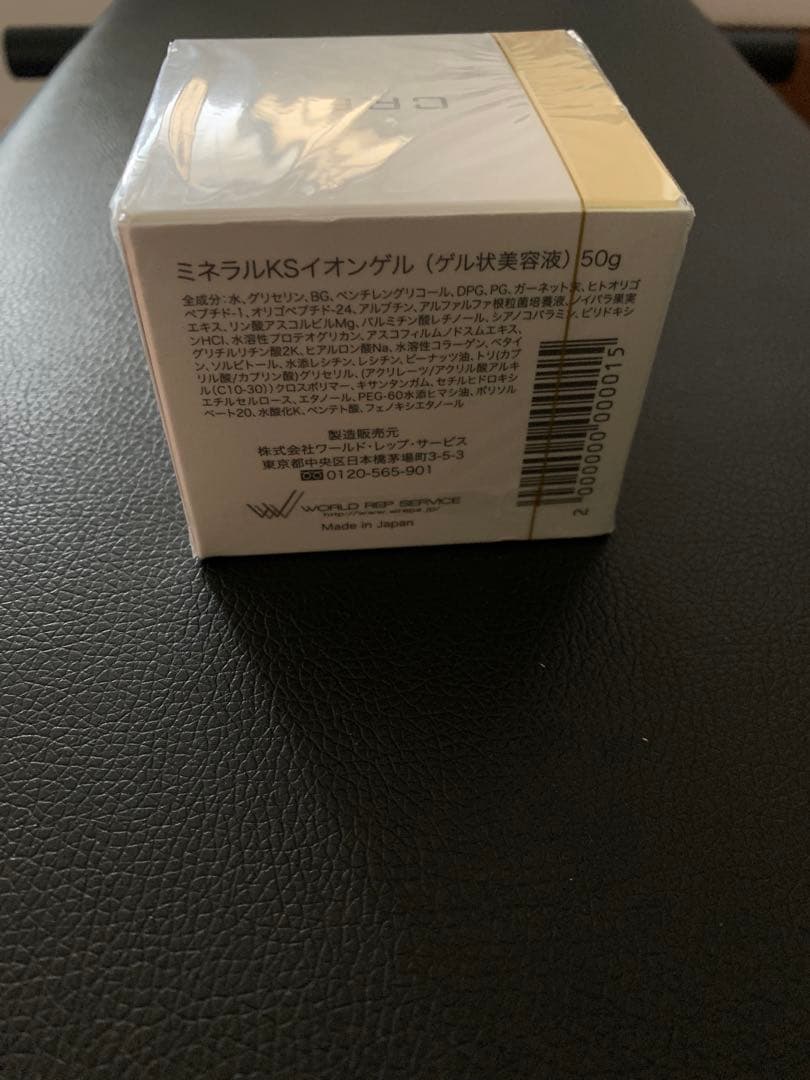 ミネラルKSイオンゲル（ゲル状美容液）50g
全成分：水、グリセリン、BG、ペンチレングリコール、DPG、PG、ガーネット末、ヒトオリゴ
ペプチド-1、オリゴペプチド-24、アルブチン、アルファルファ根粒菌培養液、ノイバラ果実
エキス、リン酸アスコルビルMg、パルミチン酸レチノール、シアノコバラミン、ピリドキシ
ンHCl、水溶性プロテオグリカン、アスコフィルムノドスムエキス、
グリチルリチン酸2K、ヒアルロン酸Na、水溶性コラーゲン、ベタイ
ン、ソルビトール、水添レシチン、レシチン、ピーナッツ油、トリ(カプ
リル酸/カプリン酸)グリセリル、(アクリレーツ/アクリル酸アルキ
ル(C10-30))クロスポリマー、キサンタンガム、セチルヒドロキシ
エチルセルロース、エタノール、PEG-60水添ヒマシ油、ポリソル
ベート20、水酸化K、ペンテト酸、フェノキシエタノール
製造販売元
株式会社ワールド・レップ・サービス
東京都中央区日本橋茅場町3-5-3
0120-565-901
WORLD REP SERVICE
http://www.wreps.jp/
Made in Japan
2 000000 000015